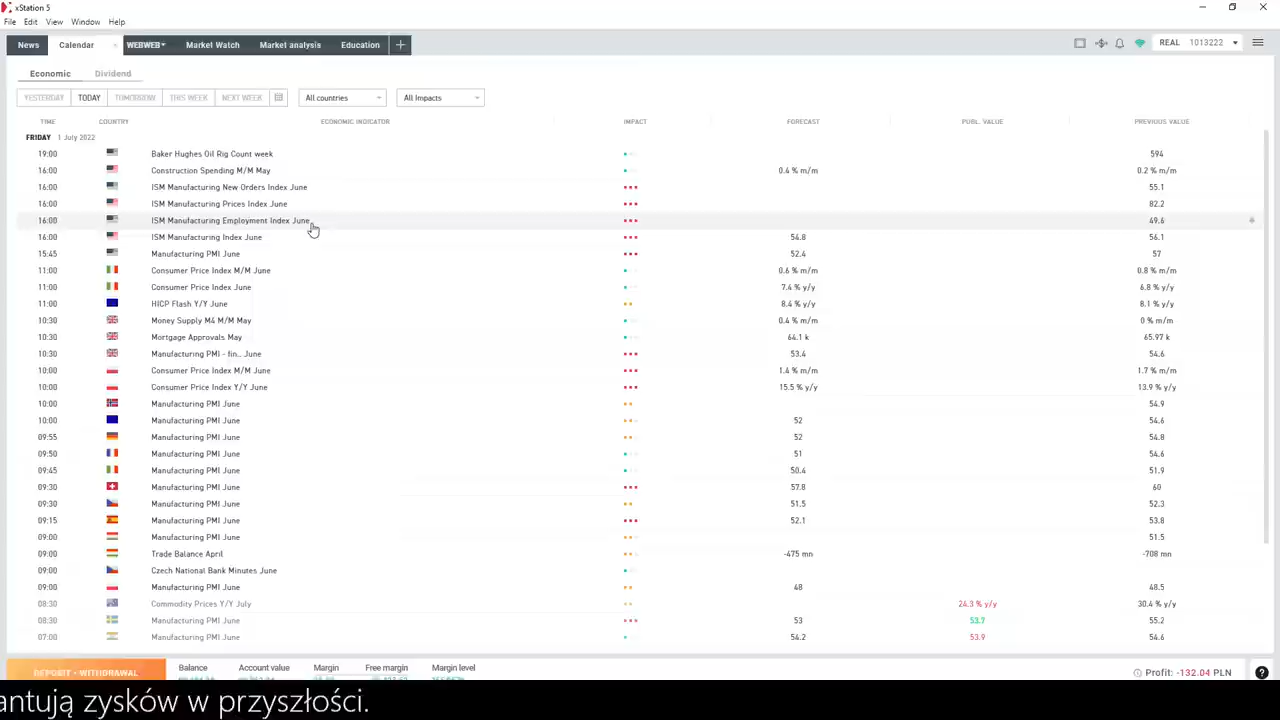 xStation 5
File Edit View Window Help
News Calendar × WEBWEB Market Watch Market analysis Education + REAL 1013222
Economic Dividend
YESTERDAY TODAY TOMORROW THIS WEEK NEXT WEEK All countries All Impacts
TIME COUNTRY ECONOMIC INDICATOR IMPACT FORECAST PUBL. VALUE PREVIOUS VALUE
FRIDAY 1 July 2022
19:00 Baker Hughes Oil Rig Count week 594
16:00 Construction Spending M/M May 0.4 % m/m 0.2 % m/m
16:00 ISM Manufacturing New Orders Index June 55.1
16:00 ISM Manufacturing Prices Index June 82.2
16:00 ISM Manufacturing Employment Index June 49.6
16:00 ISM Manufacturing Index June 54.8 56.1
15:45 Manufacturing PMI June 52.4 57
11:00 Consumer Price Index M/M June 0.6 % m/m 0.8 % m/m
11:00 Consumer Price Index June 7.4 % y/y 6.8 % y/y
11:00 HICP Flash Y/Y June 8.4 % y/y 8.1 % y/y
10:30 Money Supply M4 M/M May 0.4 % m/m 0 % m/m
10:30 Mortgage Approvals May 64.1 k 65.97 k
10:30 Manufacturing PMI - fin... June 53.4 54.6
10:00 Consumer Price Index M/M June 1.4 % m/m 1.7 % m/m
10:00 Consumer Price Index Y/Y June 15.5 % y/y 13.9 % y/y
10:00 Manufacturing PMI June 54.9
10:00 Manufacturing PMI June 52 54.6
09:55 Manufacturing PMI June 52 54.8
09:50 Manufacturing PMI June 51 54.6
09:45 Manufacturing PMI June 50.4 51.9
09:30 Manufacturing PMI June 57.8 60
09:30 Manufacturing PMI June 51.5 52.3
09:15 Manufacturing PMI June 52.1 53.8
09:00 Manufacturing PMI June 51.5
09:00 Trade Balance April -475 mn -708 mn
09:00 Czech National Bank Minutes June
09:00 Manufacturing PMI June 48 48.5
08:30 Commodity Prices Y/Y July 24.3 % y/y 30.4 % y/y
08:30 Manufacturing PMI June 53 53.7 55.2
07:00 Manufacturing PMI June 54.2 53.9 54.6
DEPOSIT - WITHDRAWAL Balance Account value Margin Free margin Margin level Profit: -132.04 PLN ?
antują zysków w przyszłości.